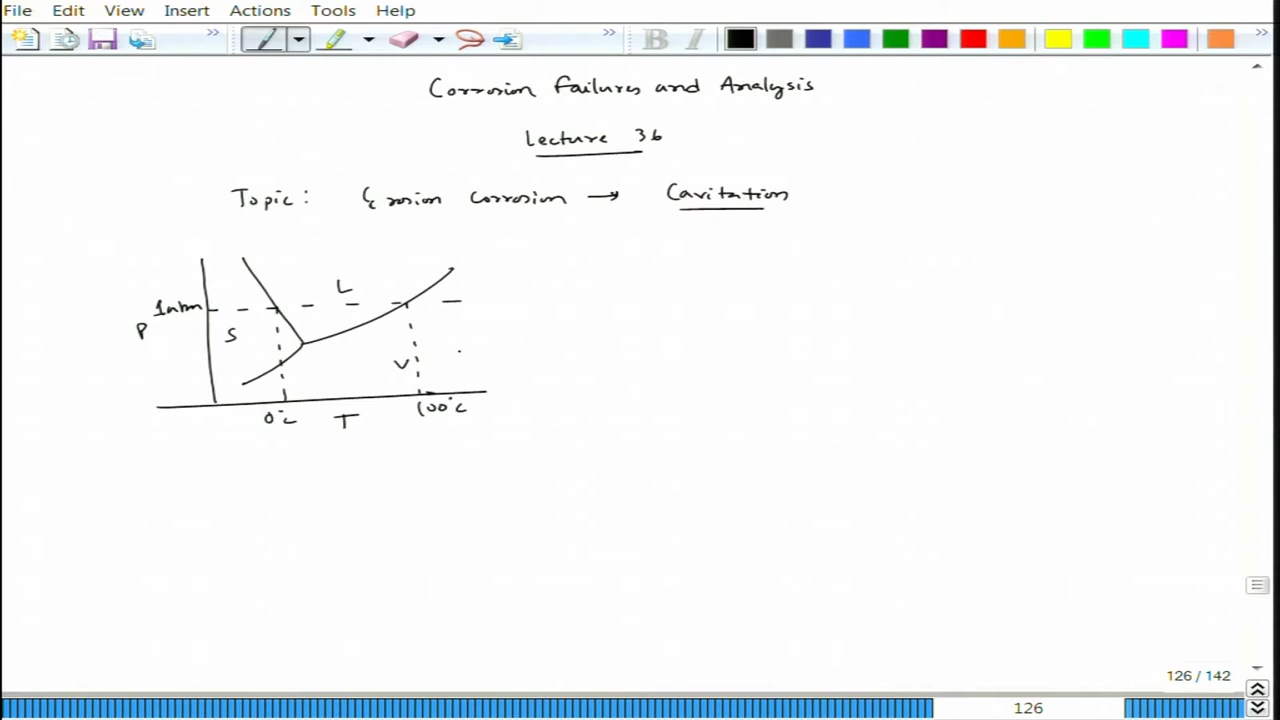 File Edit View Insert Actions Tools Help
B I
Corrosion Failures and Analysis
Lecture 36
Topic: Erosion corrosion → Cavitation
L
1atm
P
S
V
0°C T 100°C
126 / 142
126